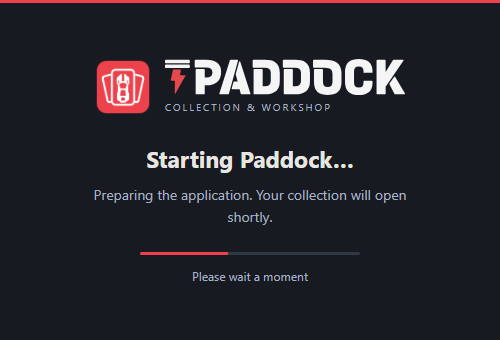 PADDOCK
COLLECTION & WORKSHOP
Starting Paddock...
Preparing the application. Your collection will open
shortly.
Please wait a moment